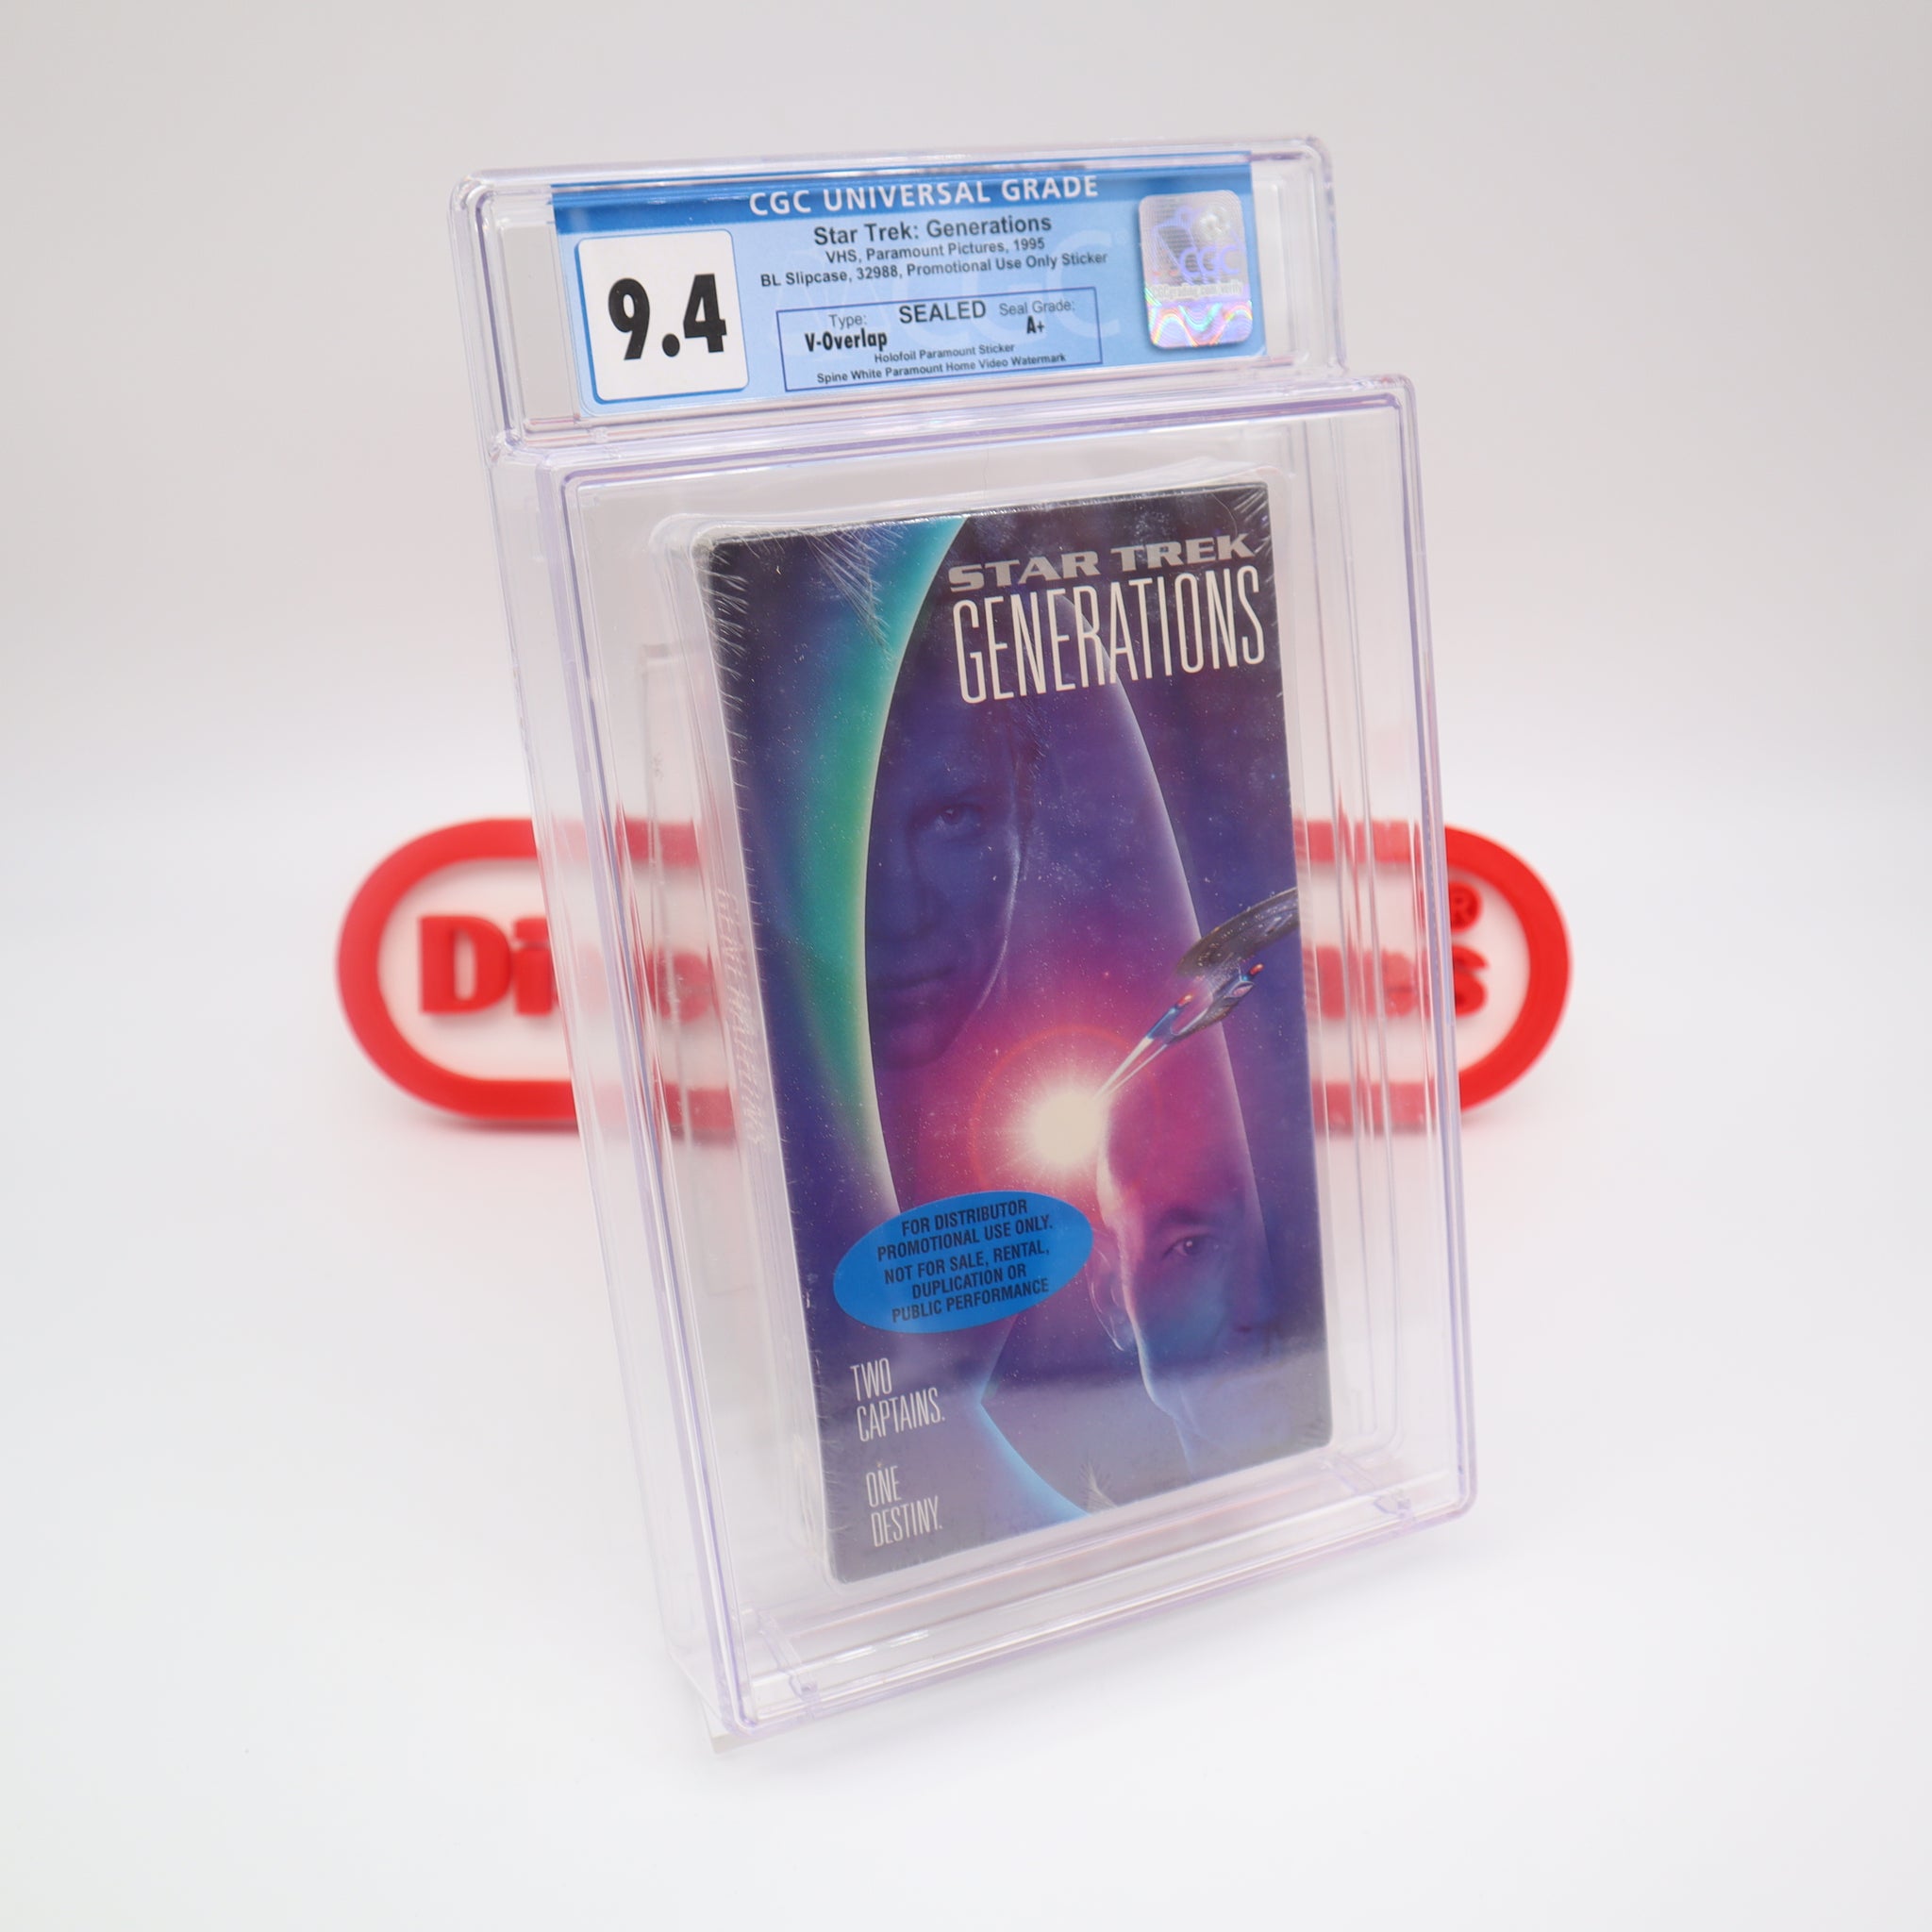 CGC UNIVERSAL GRADE
9.4
Star Trek: Generations
VHS, Paramount Pictures, 1995
BL Slipcase, 32988, Promotional Use Only Sticker
Type: SEALED Seal Grade:
V-Overlap A+
Holofoil Paramount Sticker
Spine White Paramount Home Video Watermark
CGC
STAR TREK
GENERATIONS
GENERATIONS
FOR DISTRIBUTOR
PROMOTIONAL USE ONLY.
NOT FOR SALE, RENTAL,
DUPLICATION OR
PUBLIC PERFORMANCE
TWO
CAPTAINS.
ONE
DESTINY.